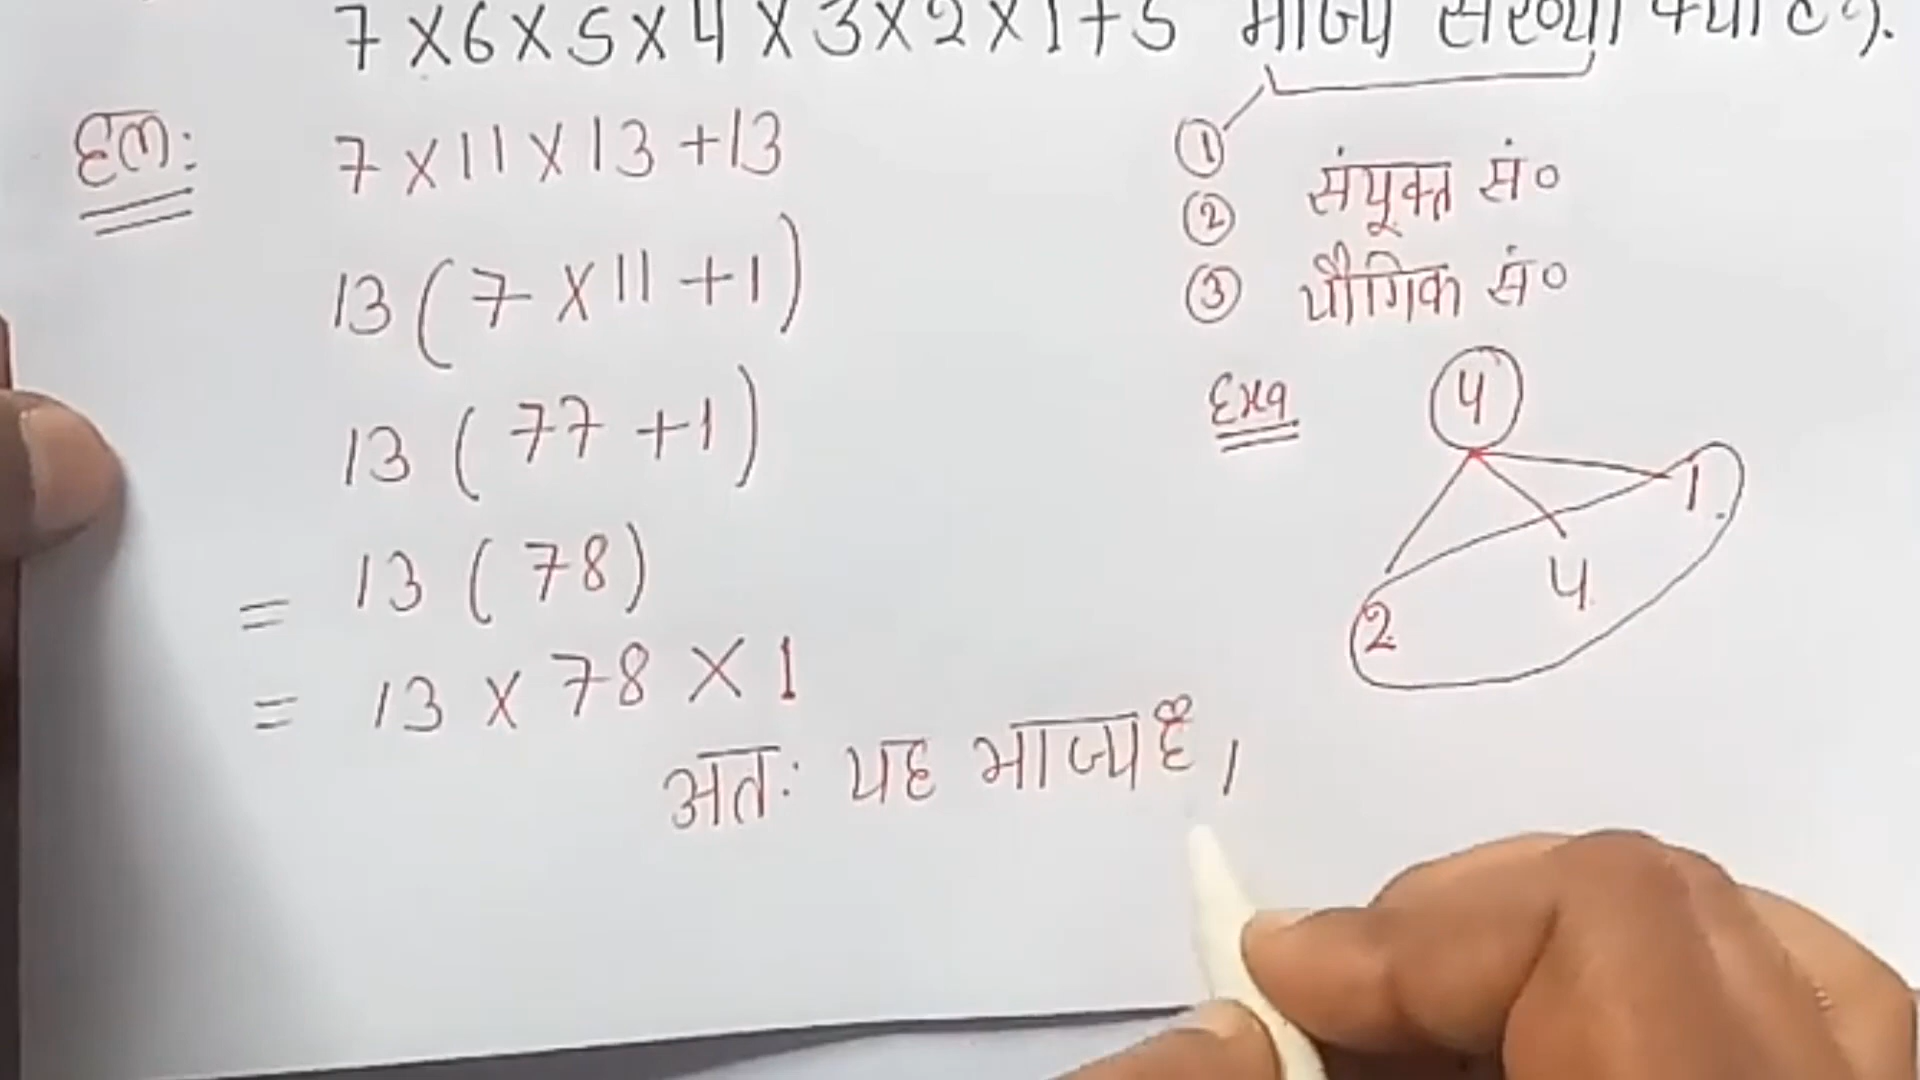 7×6×5×4×3×2×1+5 भाज्य संख्या क्यों
हल:
7×11×13+13
13(7×11+1)
13(77+1)
= 13(78)
= 13×78×1
अतः यह भाज्य है,
①
② संयूक्त सं०
③ यौगिक सं०
Exa
4
1
4
2